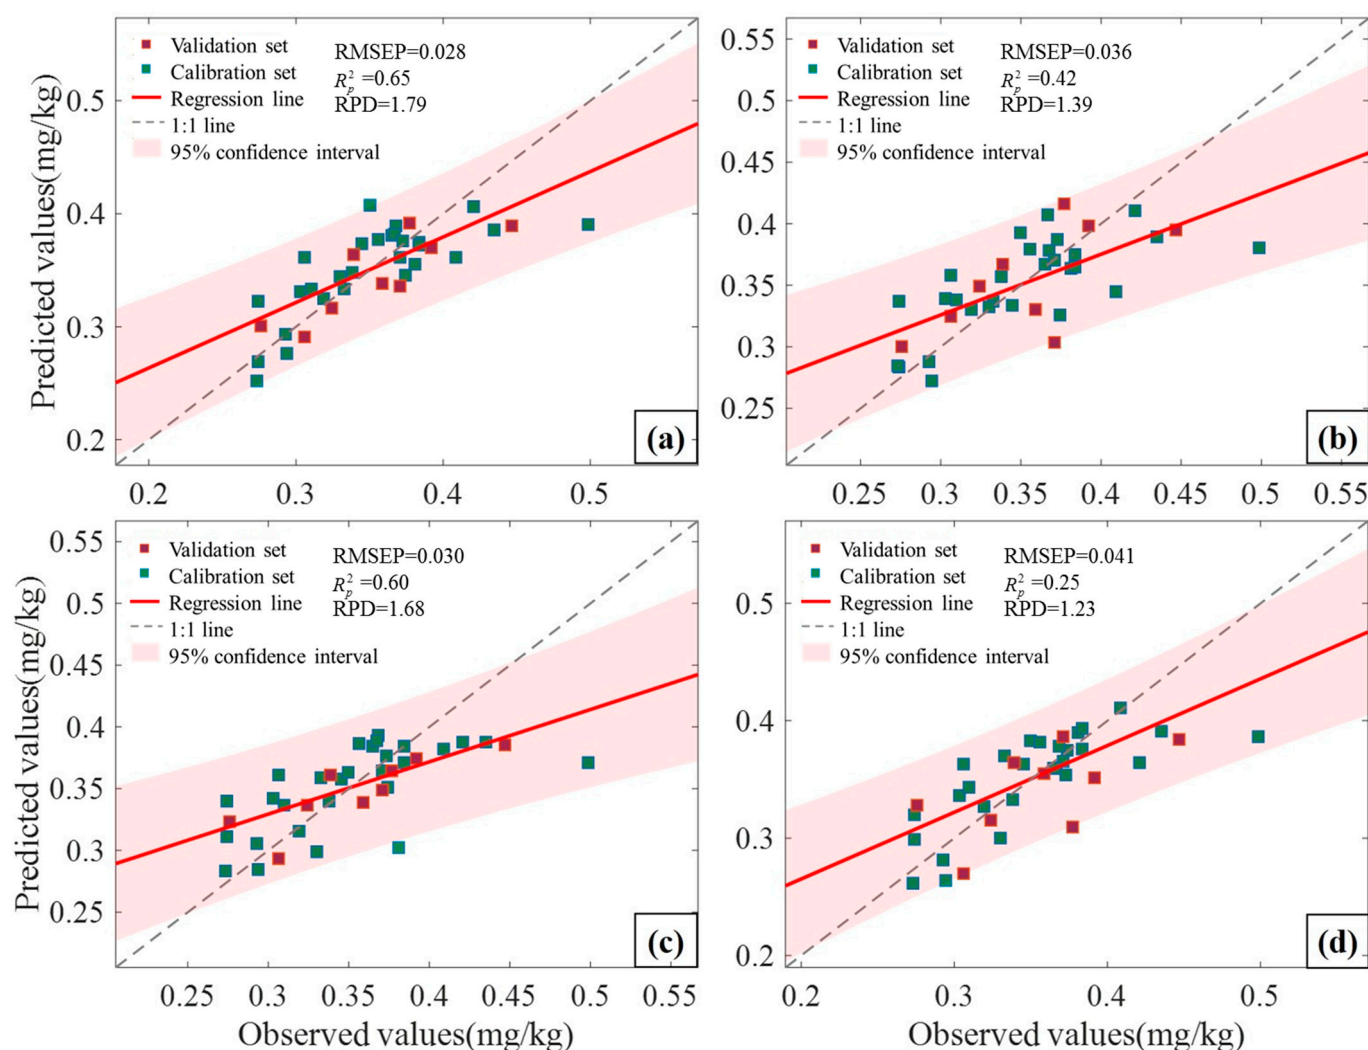 Validation set
Calibration set
Regression line
1:1 line
95% confidence interval
RMSEP=0.028
R²ₚ=0.65
RPD=1.79
0.5
0.4
0.3
0.2
Predicted values(mg/kg)
0.2 0.3 0.4 0.5
(a)
Validation set
Calibration set
Regression line
1:1 line
95% confidence interval
RMSEP=0.036
R²ₚ=0.42
RPD=1.39
0.55
0.5
0.45
0.4
0.35
0.3
0.25
0.25 0.3 0.35 0.4 0.45 0.5 0.55
(b)
Validation set
Calibration set
Regression line
1:1 line
95% confidence interval
RMSEP=0.030
R²ₚ=0.60
RPD=1.68
0.55
0.5
0.45
0.4
0.35
0.3
0.25
Predicted values(mg/kg)
0.25 0.3 0.35 0.4 0.45 0.5 0.55
Observed values(mg/kg)
(c)
Validation set
Calibration set
Regression line
1:1 line
95% confidence interval
RMSEP=0.041
R²ₚ=0.25
RPD=1.23
0.5
0.4
0.3
0.2
0.2 0.3 0.4 0.5
Observed values(mg/kg)
(d)